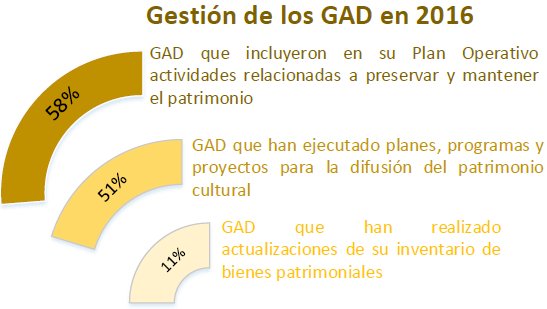 Gestión de los GAD en 2016
GAD que incluyeron en su Plan Operativo
actividades relacionadas a preservar y mantener
el patrimonio
58%
GAD que han ejecutado planes, programas y
proyectos para la difusión del patrimonio
cultural
51%
GAD que han realizado
actualizaciones de su inventario de
bienes patrimoniales
11%